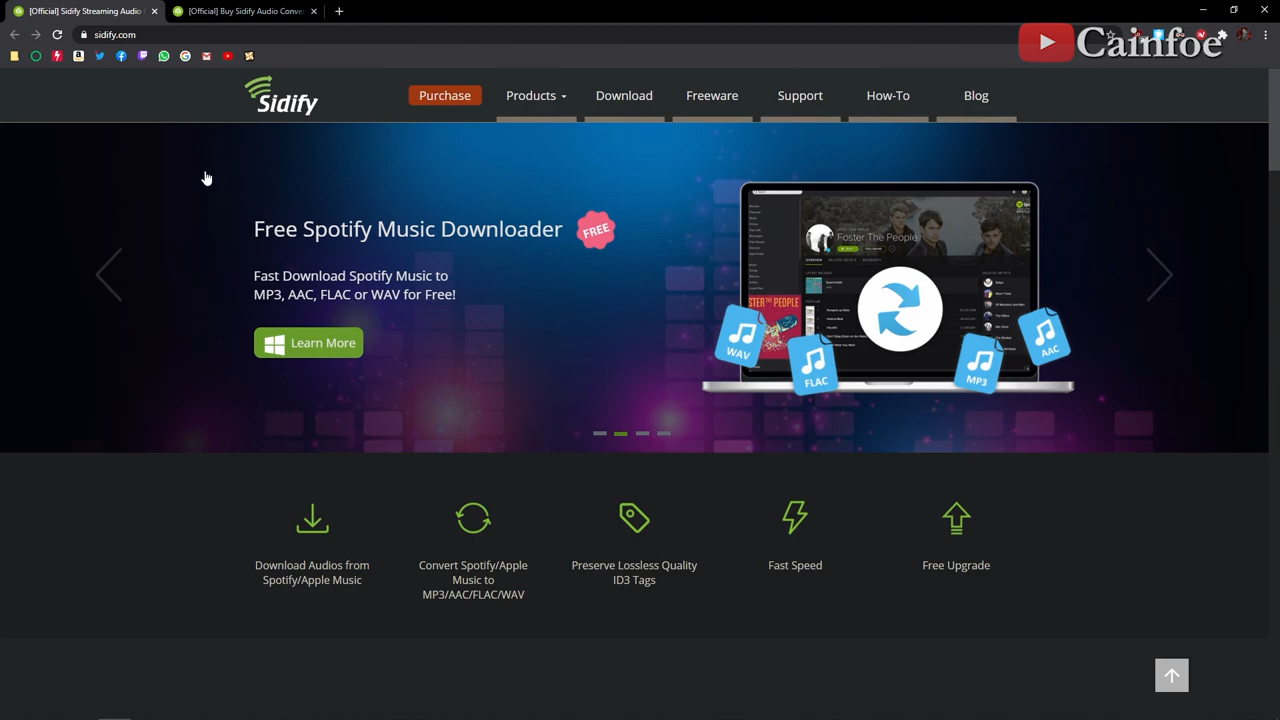 [Official] Sidify Streaming Audio
[Official] Buy Sidify Audio Conve
sidify.com
Cainfoe
Sidify
Purchase
Products
Download
Freeware
Support
How-To
Blog
Free Spotify Music Downloader
FREE
Fast Download Spotify Music to
MP3, AAC, FLAC or WAV for Free!
Learn More
Foster The People
WAV
FLAC
MP3
AAC
Download Audios from
Spotify/Apple Music
Convert Spotify/Apple
Music to
MP3/AAC/FLAC/WAV
Preserve Lossless Quality
ID3 Tags
Fast Speed
Free Upgrade